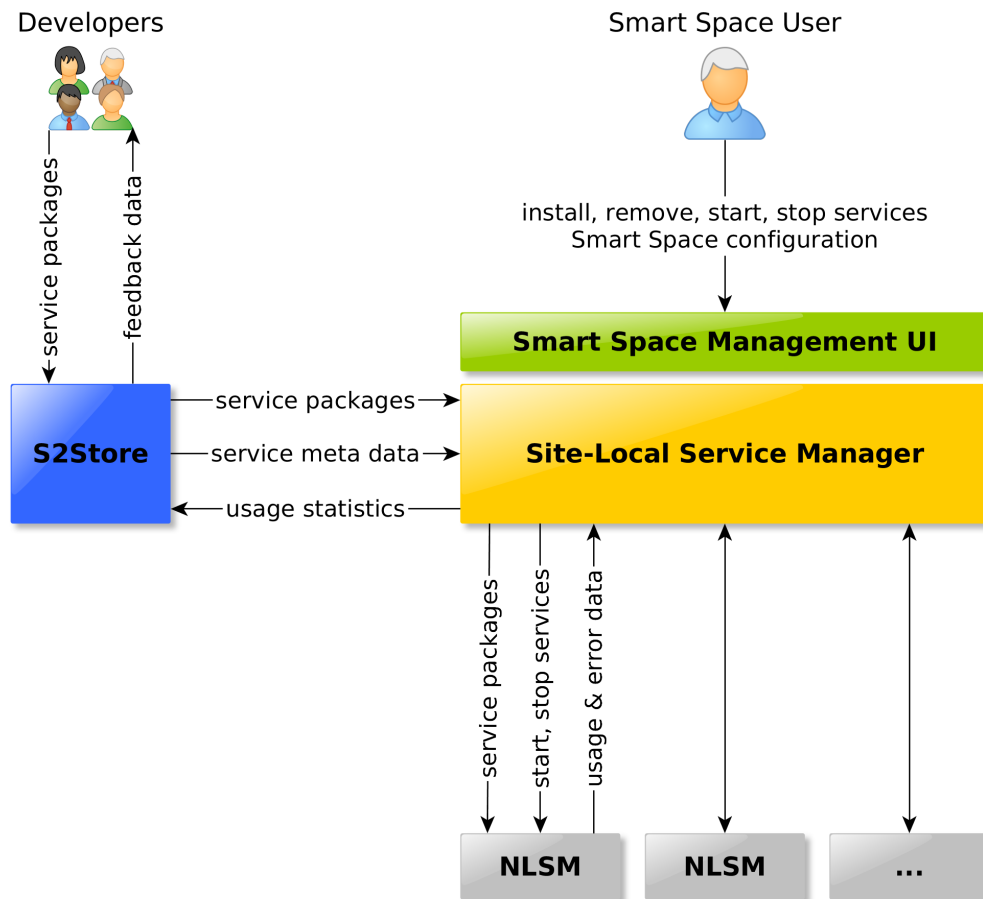 Developers
Smart Space User
service packages
feedback data
install, remove, start, stop services
Smart Space configuration
Smart Space Management UI
S2Store
service packages
service meta data
usage statistics
Site-Local Service Manager
service packages
start, stop services
usage & error data
NLSM
NLSM
...